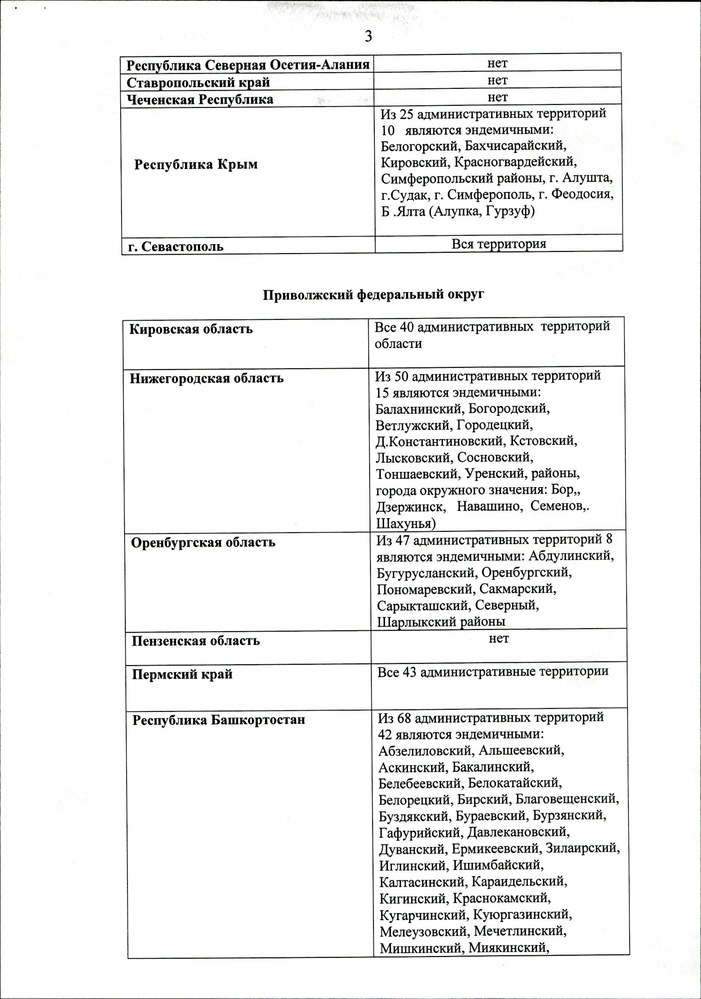 3
Республика Северная Осетия-Алания нет
Ставропольский край нет
Чеченская Республика нет
Республика Крым
Из 25 административных территорий
10 являются эндемичными:
Белогорский, Бахчисарайский,
Кировский, Красногвардейский,
Симферопольский районы, г. Алушта,
г.Судак, г. Симферополь, г. Феодосия,
Б .Ялта (Алупка, Гурзуф)
г. Севастополь Вся территория
Приволжский федеральный округ
Кировская область Все 40 административных территорий
области
Нижегородская область Из 50 административных территорий
15 являются эндемичными:
Балахнинский, Богородский,
Ветлужский, Городецкий,
Д.Константиновский, Кстовский,
Лысковский, Сосновский,
Тоншаевский, Уренский, районы,
города окружного значения: Бор,,
Дзержинск, Навашино, Семенов,.
Шахунья)
Оренбургская область Из 47 административных территорий 8
являются эндемичными: Абдулинский,
Бугурусланский, Оренбургский,
Пономаревский, Сакмарский,
Сарыкташский, Северный,
Шарлыкский районы
Пензенская область нет
Пермский край Все 43 административные территории
Республика Башкортостан Из 68 административных территорий
42 являются эндемичными:
Абзелиловский, Альшеевский,
Аскинский, Бакалинский,
Белебеевский, Белокатайский,
Белорецкий, Бирский, Благовещенский,
Буздякский, Бураевский, Бурзянский,
Гафурийский, Давлекановский,
Дуванский, Ермикеевский, Зилаирский,
Иглинский, Ишимбайский,
Калтасинский, Караидельский,
Кигинский, Краснокамский,
Кугарчинский, Куюргазинский,
Мелеузовский, Мечетлинский,
Мишкинский, Миякинский,